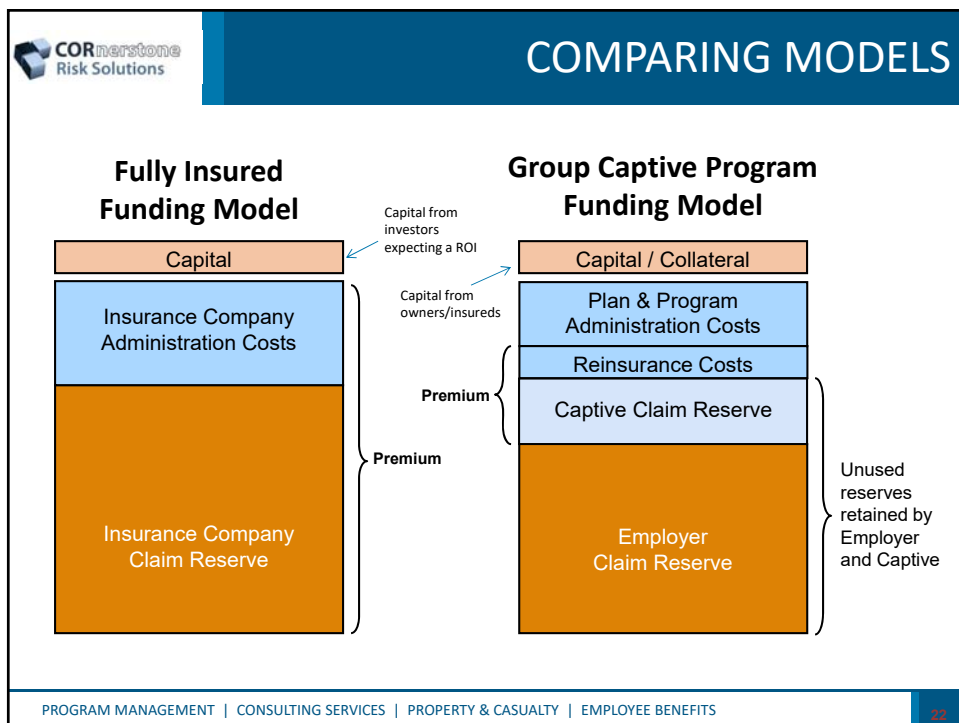 CORnerstone
Risk Solutions
COMPARING MODELS
Fully Insured
Funding Model
Capital from
investors
expecting a ROI
Capital
Insurance Company
Administration Costs
Premium
Insurance Company
Claim Reserve
Group Captive Program
Funding Model
Capital / Collateral
Capital from
owners/insureds
Plan & Program
Administration Costs
Reinsurance Costs
Premium
Captive Claim Reserve
Employer
Claim Reserve
Unused
reserves
retained by
Employer
and Captive
PROGRAM MANAGEMENT | CONSULTING SERVICES | PROPERTY & CASUALTY | EMPLOYEE BENEFITS
22